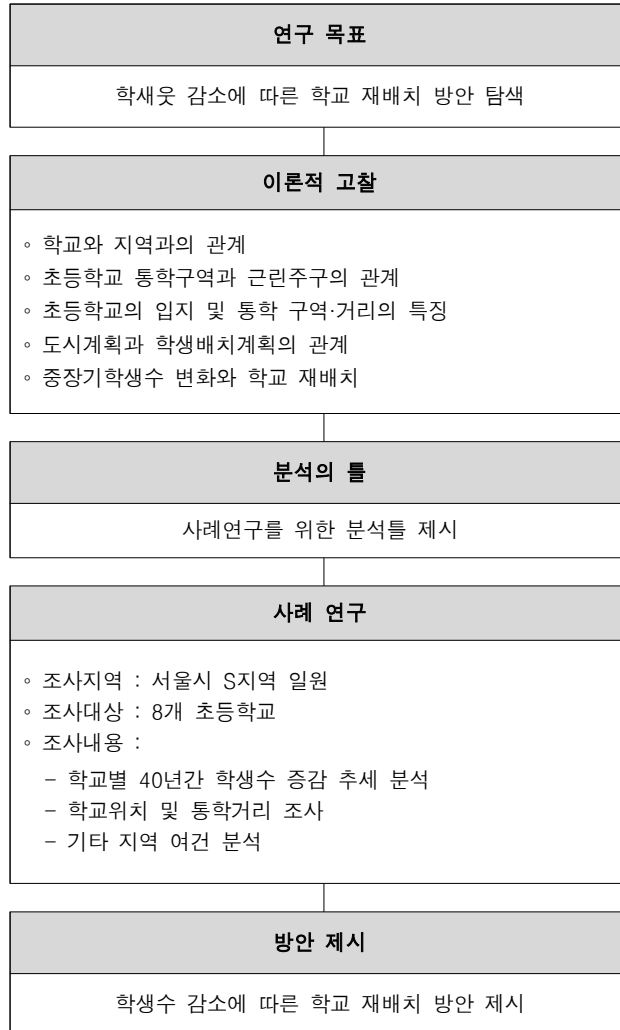 연구 목표
학새웃 감소에 따른 학교 재배치 방안 탐색
이론적 고찰
◦ 학교와 지역과의 관계
◦ 초등학교 통학구역과 근린주구의 관계
◦ 초등학교의 입지 및 통학 구역·거리의 특징
◦ 도시계획과 학생배치계획의 관계
◦ 중장기학생수 변화와 학교 재배치
분석의 틀
사례연구를 위한 분석틀 제시
사례 연구
◦ 조사지역 : 서울시 S지역 일원
◦ 조사대상 : 8개 초등학교
◦ 조사내용 :
– 학교별 40년간 학생수 증감 추세 분석
– 학교위치 및 통학거리 조사
– 기타 지역 여건 분석
방안 제시
학생수 감소에 따른 학교 재배치 방안 제시